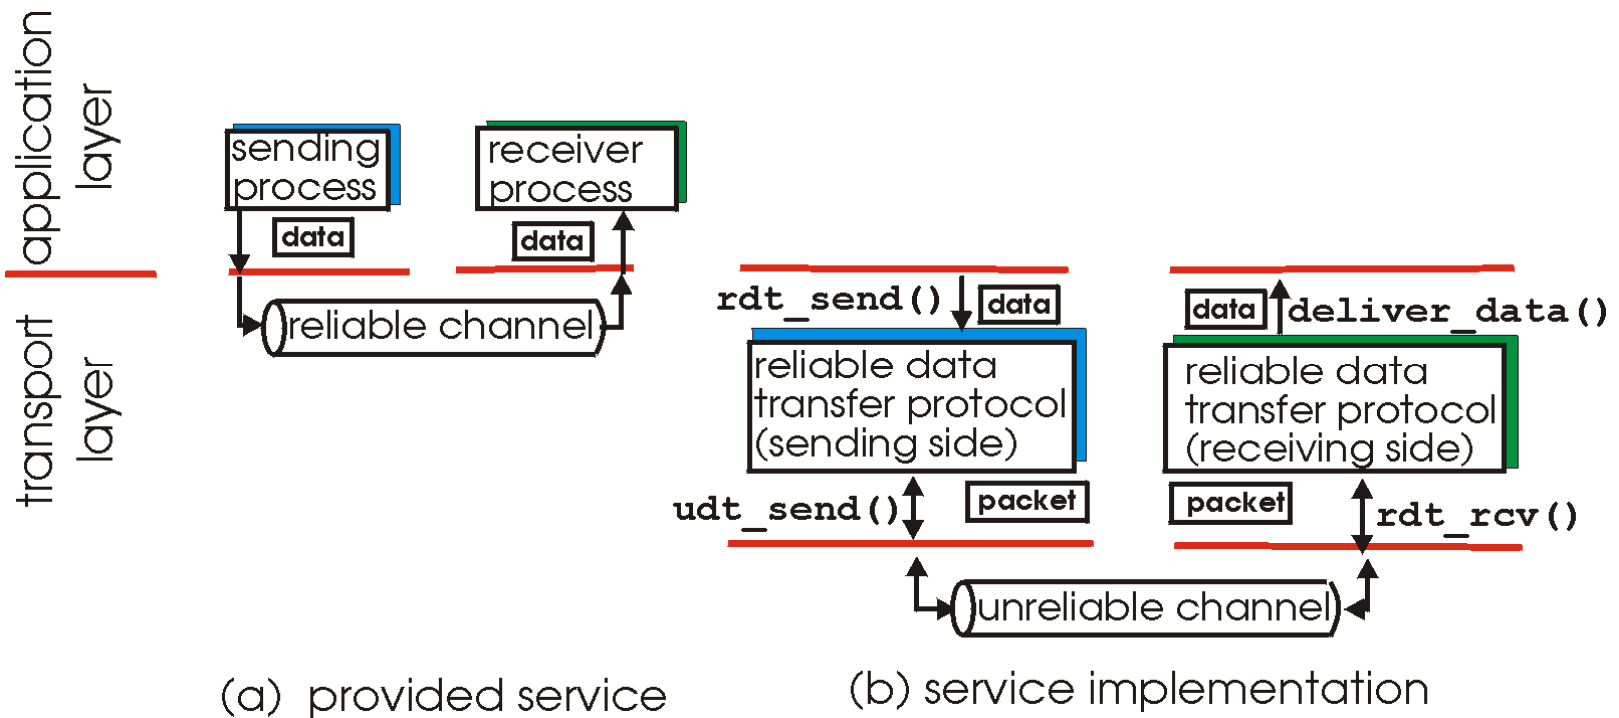 application
layer
transport
layer
sending
process
data
receiver
process
data
reliable channel
(a) provided service
rdt_send()
data
reliable data
transfer protocol
(sending side)
udt_send()
packet
data
deliver_data()
reliable data
transfer protocol
(receiving side)
packet
rdt_rcv()
unreliable channel
(b) service implementation